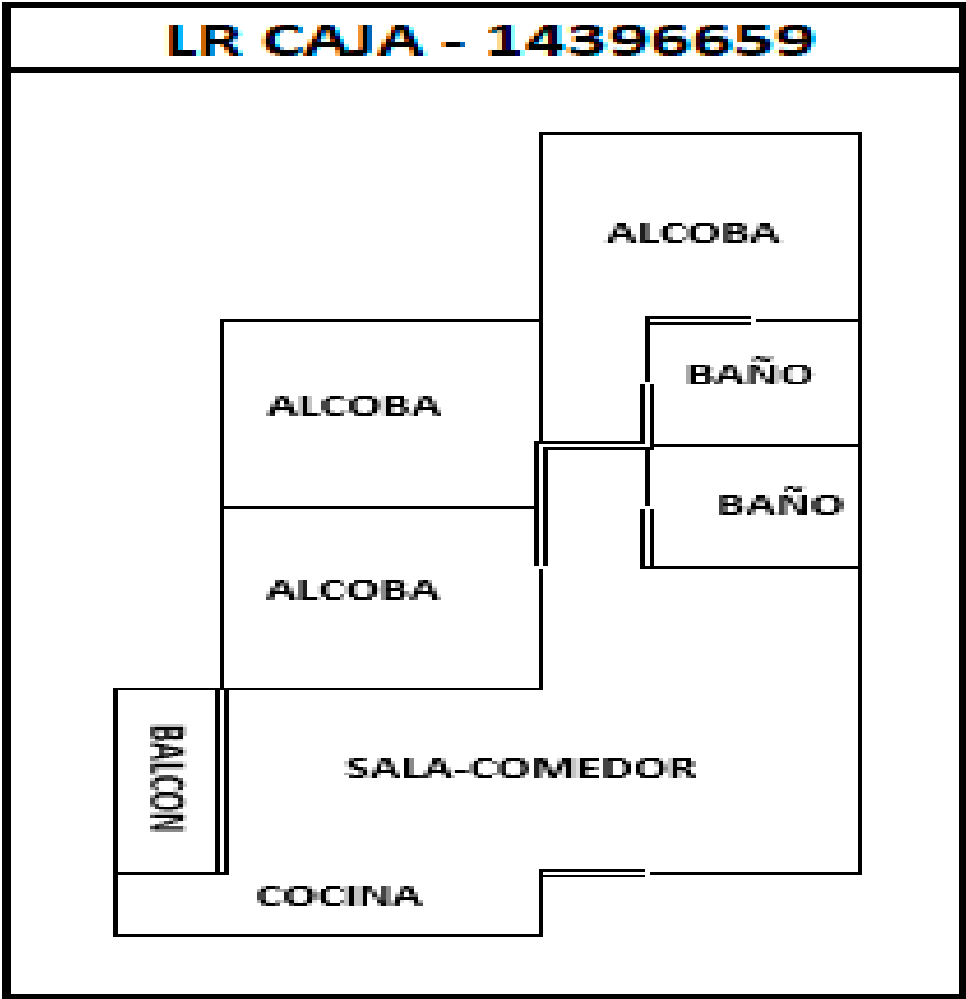 LR CAJA - 14396659
ALCOBA
BAÑO
ALCOBA
BAÑO
ALCOBA
BALCON
SALA-COMEDOR
COCINA